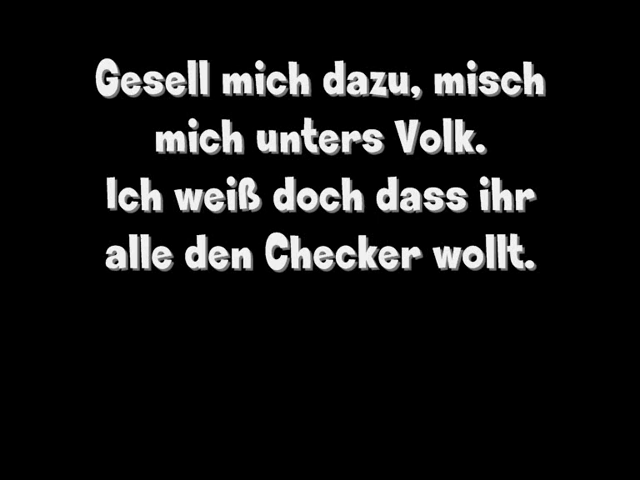 Gesell mich dazu, misch
mich unters Volk.
Ich weiß doch dass ihr
alle den Checker wollt.